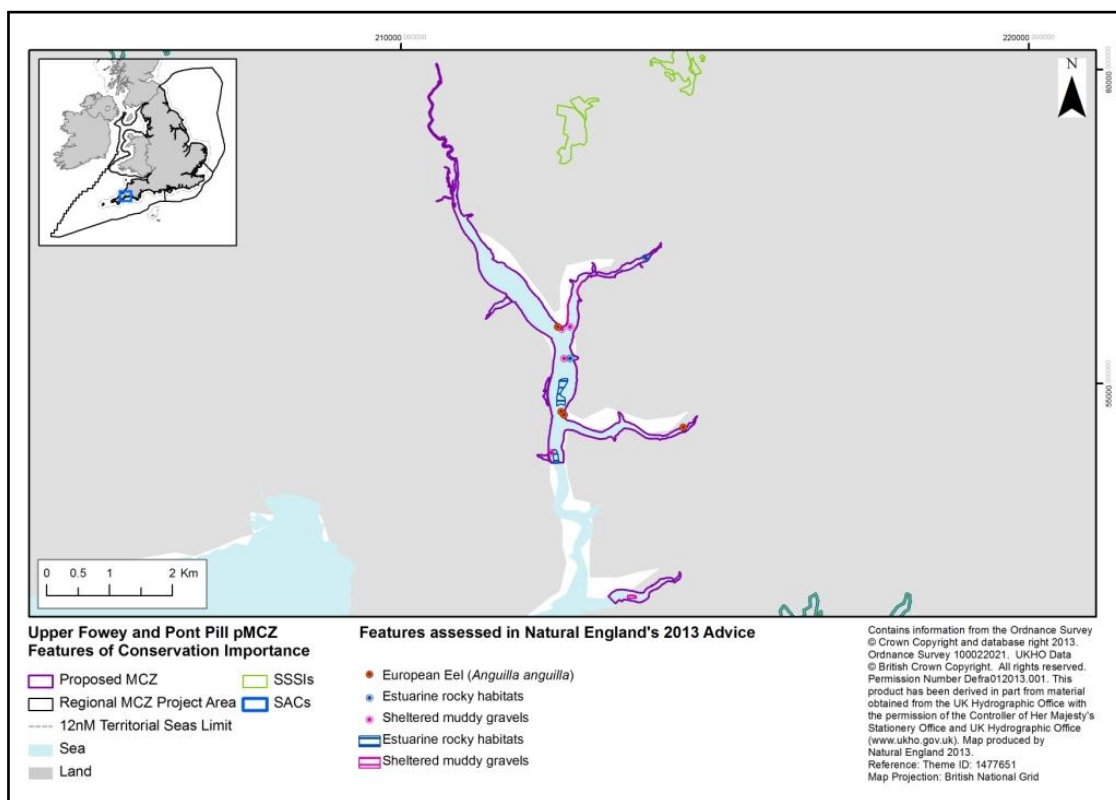 210000 000000
220000 000000
N
60000 000000
55000 000000
0 0.5 1 2 Km
Upper Fowey and Pont Pill pMCZ
Features of Conservation Importance
Proposed MCZ
SSSIs
Regional MCZ Project Area
SACs
12nM Territorial Seas Limit
Sea
Land
Features assessed in Natural England's 2013 Advice
European Eel (Anguilla anguilla)
Estuarine rocky habitats
Sheltered muddy gravels
Estuarine rocky habitats
Sheltered muddy gravels
Contains information from the Ordnance Survey
© Crown Copyright and database right 2013.
Ordnance Survey 100022021. UKHO Data
© British Crown Copyright. All rights reserved.
Permission Number Defra012013.001. This
product has been derived in part from material
obtained from the UK Hydrographic Office with
the permission of the Controller of Her Majesty's
Stationery Office and UK Hydrographic Office
(www.ukho.gov.uk). Map produced by
Natural England 2013.
Reference: Theme ID: 1477651
Map Projection: British National Grid